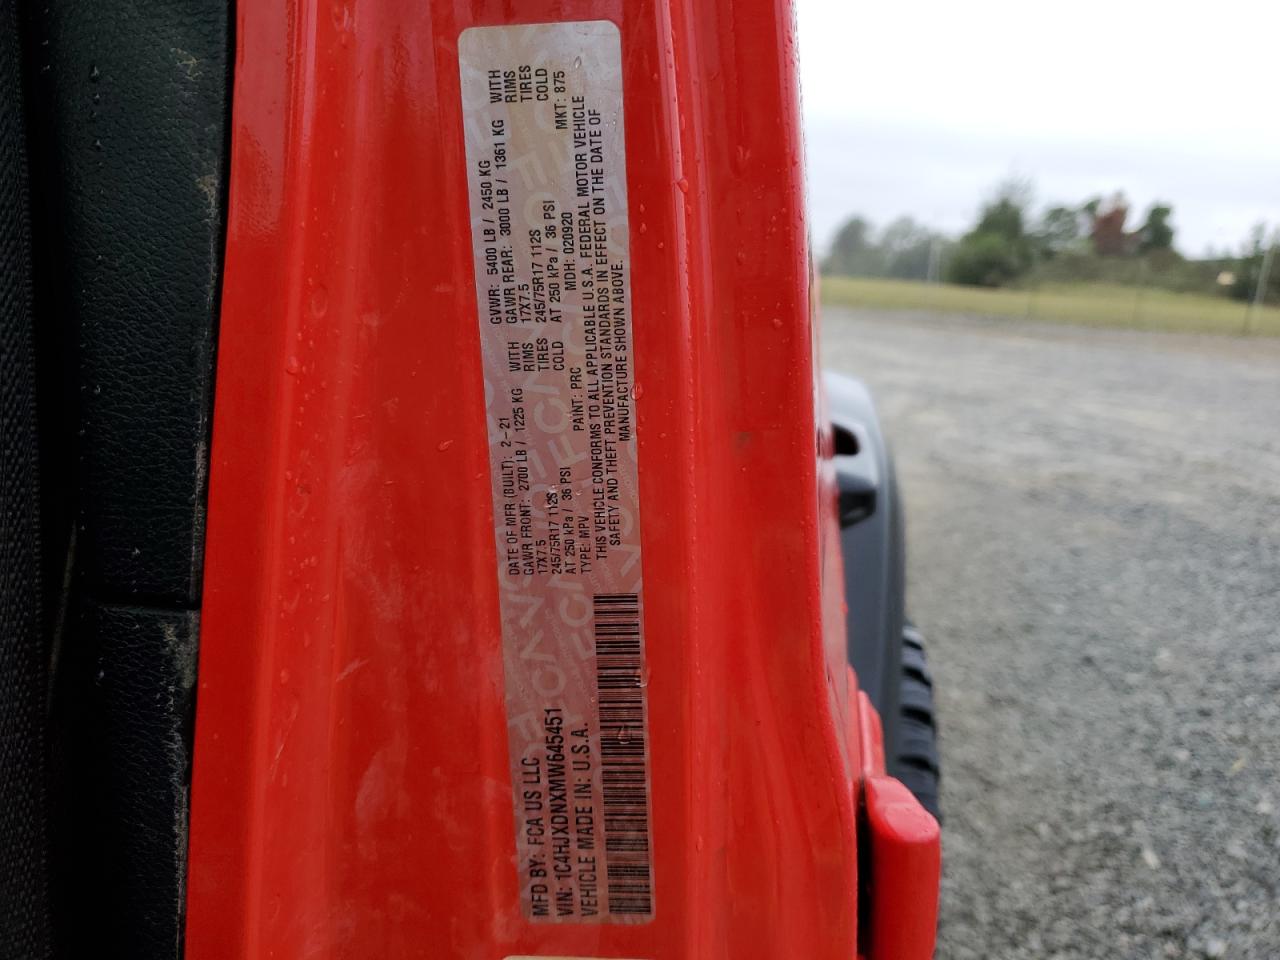 MFD BY: FCA US LLC
VIN: 1C4HJXDNXMW645451
VEHICLE MADE IN: U.S.A.
DATE OF MFR (BUILT): 2-21 GVWR: 5400 LB / 2450 KG
GAWR FRONT: 2700 LB / 1225 KG WITH GAWR REAR: 3000 LB / 1361 KG WITH
17X7.5 RIMS 17X7.5 RIMS
245/75R17 112S TIRES 245/75R17 112S TIRES
AT 250 kPa / 36 PSI COLD AT 250 kPa / 36 PSI COLD
TYPE: MPV PAINT: PRC MDH: 020920 MKT: 875
THIS VEHICLE CONFORMS TO ALL APPLICABLE U.S.A. FEDERAL MOTOR VEHICLE
SAFETY AND THEFT PREVENTION STANDARDS IN EFFECT ON THE DATE OF
MANUFACTURE SHOWN ABOVE.